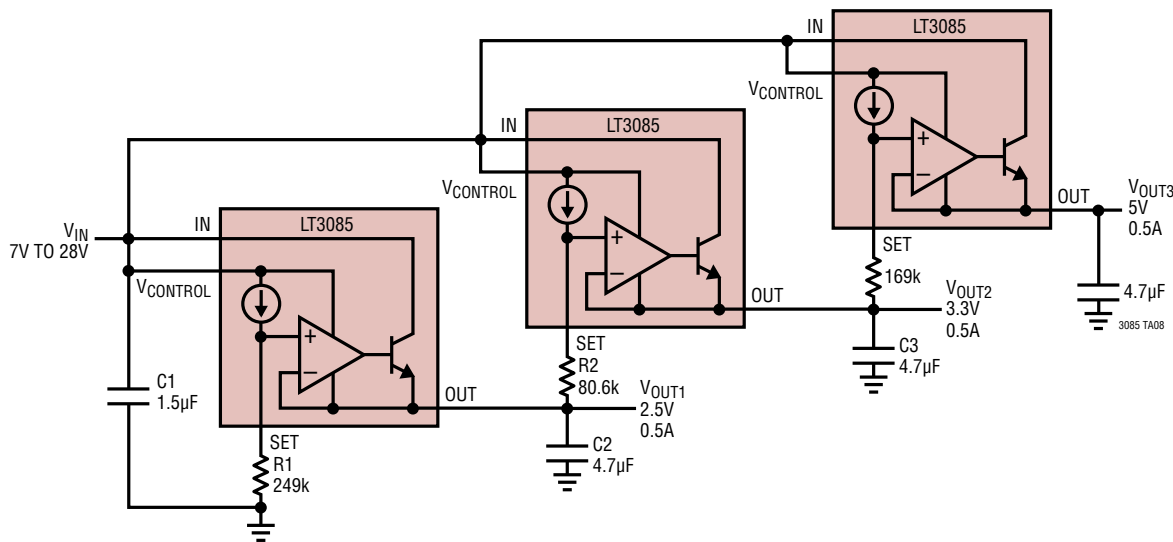 IN
LT3085
VCONTROL
IN
LT3085
VCONTROL
+
–
OUT
VOUT3
5V
0.5A
VIN
7V TO 28V
IN
LT3085
VCONTROL
+
–
SET
169k
OUT
VOUT2
3.3V
0.5A
4.7µF
3085 TA08
C1
1.5µF
+
–
SET
R2
80.6k
OUT
VOUT1
2.5V
0.5A
C3
4.7µF
SET
R1
249k
C2
4.7µF